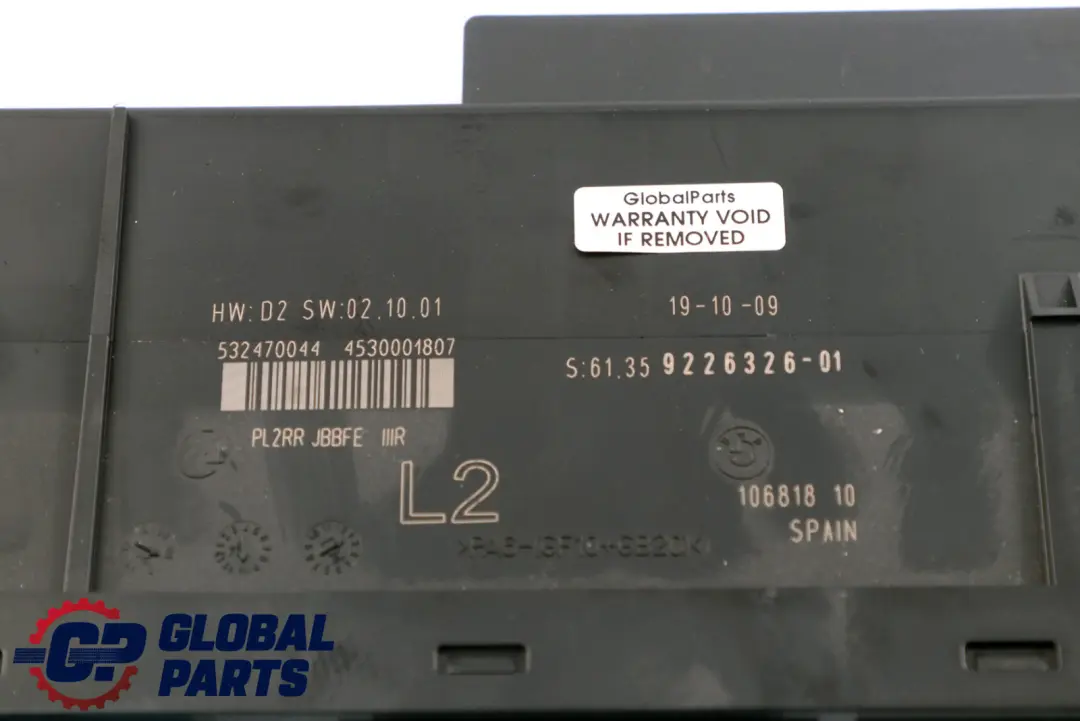 GlobalParts
WARRANTY VOID
IF REMOVED
HW: D2 SW:02.10.01
19-10-09
532470044 4530001807
S:61.35 9226326-01
PL2RR JBBFE IIIR
L2
106818 10
SPAIN
GP GLOBAL
PARTS